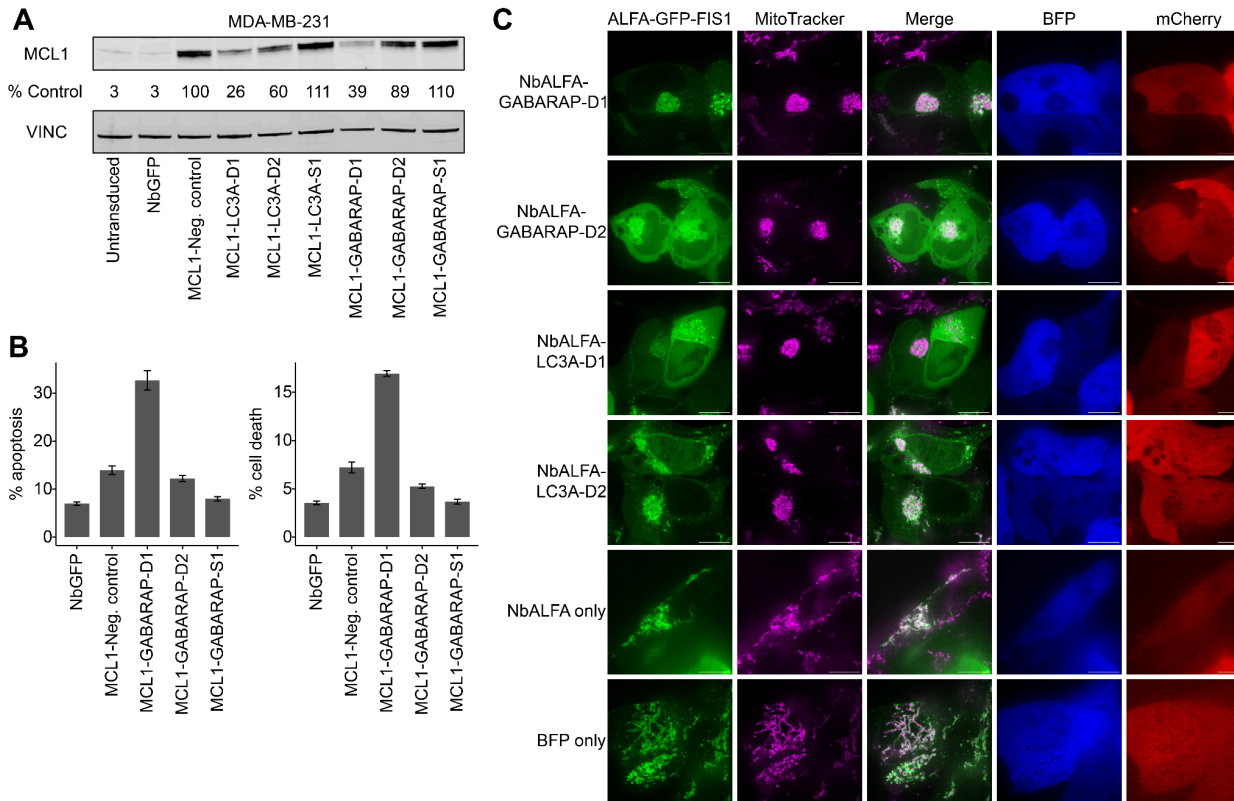 A
MDA-MB-231
MCL1
% Control 3 3 100 26 60 111 39 89 110
VINC
Untransduced
NbGFP
MCL1-Neg. control
MCL1-LC3A-D1
MCL1-LC3A-D2
MCL1-LC3A-S1
MCL1-GABARAP-D1
MCL1-GABARAP-D2
MCL1-GABARAP-S1
B
% apoptosis
30
20
10
0
NbGFP
MCL1-Neg. control
MCL1-GABARAP-D1
MCL1-GABARAP-D2
MCL1-GABARAP-S1
% cell death
15
10
5
0
NbGFP
MCL1-Neg. control
MCL1-GABARAP-D1
MCL1-GABARAP-D2
MCL1-GABARAP-S1
C
ALFA-GFP-FIS1 MitoTracker Merge BFP mCherry
NbALFA-
GABARAP-D1
NbALFA-
GABARAP-D2
NbALFA-
LC3A-D1
NbALFA-
LC3A-D2
NbALFA only
BFP only